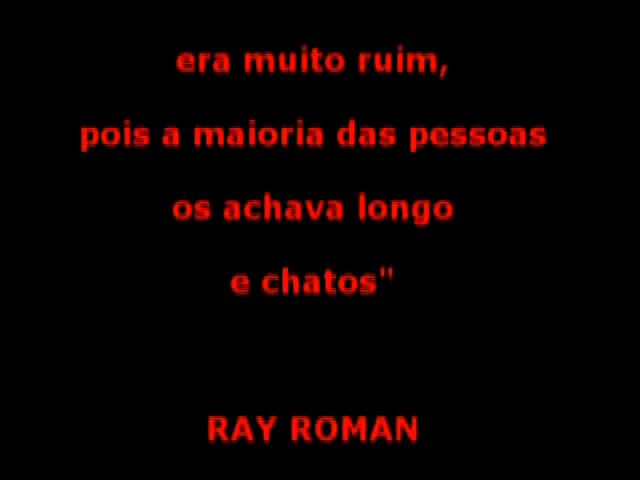 era muito ruim,
pois a maioria das pessoas
os achava longo
e chatos"
RAY ROMAN